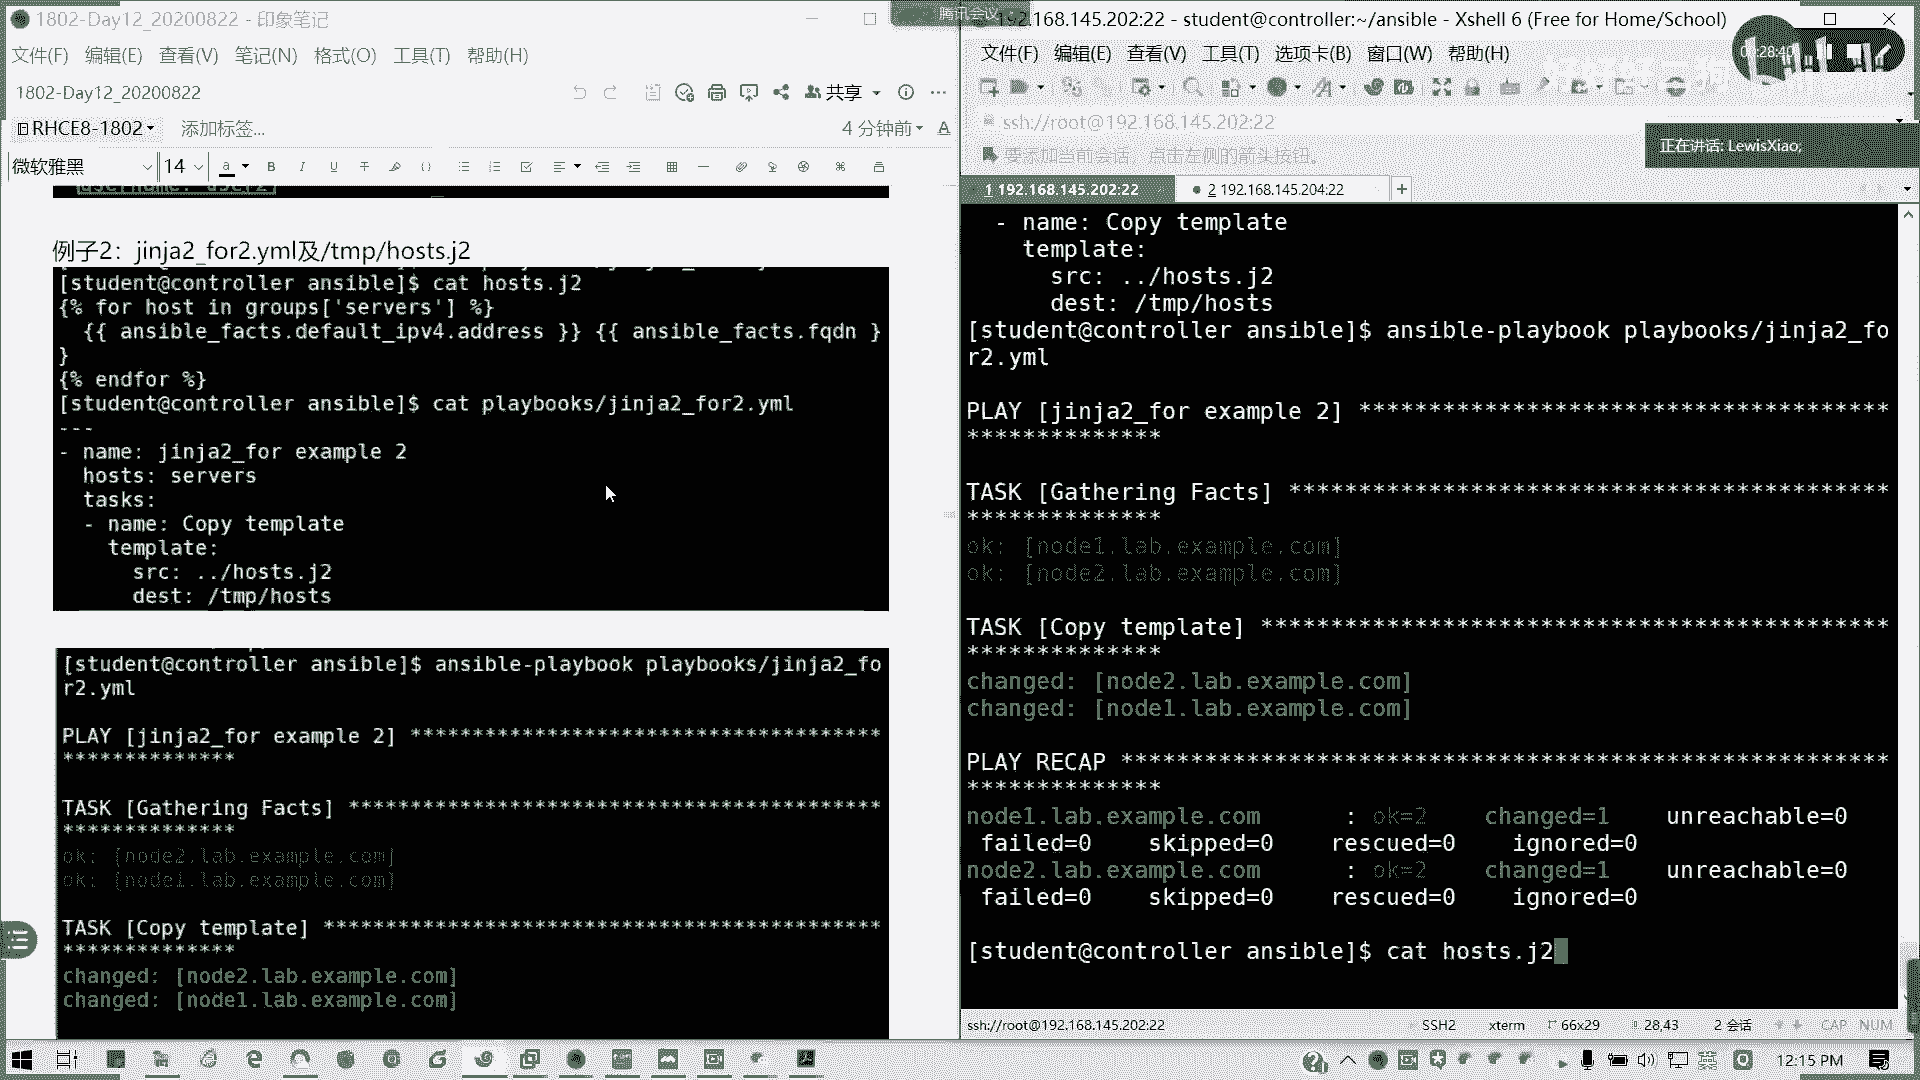 1802-Day12_20200822 - 印象笔记
文件(F) 编辑(E) 查看(V) 笔记(N) 格式(O) 工具(T) 帮助(H)
1802-Day12_20200822
共享
RHCE8-1802 添加标签...
4 分钟前
微软雅黑 14
username: user2
例子2：jinja2_for2.yml及/tmp/hosts.j2
[student@controller ansible]$ cat hosts.j2
{% for host in groups['servers'] %}
{{ ansible_facts.default_ipv4.address }} {{ ansible_facts.fqdn }
}
{% endfor %}
[student@controller ansible]$ cat playbooks/jinja2_for2.yml
---
- name: jinja2_for example 2
hosts: servers
tasks:
- name: Copy template
template:
src: ../hosts.j2
dest: /tmp/hosts
[student@controller ansible]$ ansible-playbook playbooks/jinja2_fo
r2.yml
PLAY [jinja2_for example 2] **************************************
**************
TASK [Gathering Facts] *******************************************
**************
ok: [node2.lab.example.com]
ok: [node1.lab.example.com]
TASK [Copy template] *********************************************
**************
changed: [node2.lab.example.com]
changed: [node1.lab.example.com]
腾讯会议
192.168.145.202:22 - student@controller:~/ansible - Xshell 6 (Free for Home/School)
文件(F) 编辑(E) 查看(V) 工具(T) 选项卡(B) 窗口(W) 帮助(H)
00:28:40
ssh://root@192.168.145.202:22
要添加当前会话，点击左侧的箭头按钮。
正在讲话: LewisXiao;
1 192.168.145.202:22
2 192.168.145.204:22
- name: Copy template
template:
src: ../hosts.j2
dest: /tmp/hosts
[student@controller ansible]$ ansible-playbook playbooks/jinja2_fo
r2.yml
PLAY [jinja2_for example 2] **************************************
**************
TASK [Gathering Facts] *******************************************
**************
ok: [node1.lab.example.com]
ok: [node2.lab.example.com]
TASK [Copy template] *********************************************
**************
changed: [node2.lab.example.com]
changed: [node1.lab.example.com]
PLAY RECAP *******************************************************
**************
node1.lab.example.com : ok=2 changed=1 unreachable=0
failed=0 skipped=0 rescued=0 ignored=0
node2.lab.example.com : ok=2 changed=1 unreachable=0
failed=0 skipped=0 rescued=0 ignored=0
[student@controller ansible]$ cat hosts.j2
ssh://root@192.168.145.202:22
SSH2 xterm 66x29 28,43 2 会话 CAP NUM
英
12:15 PM